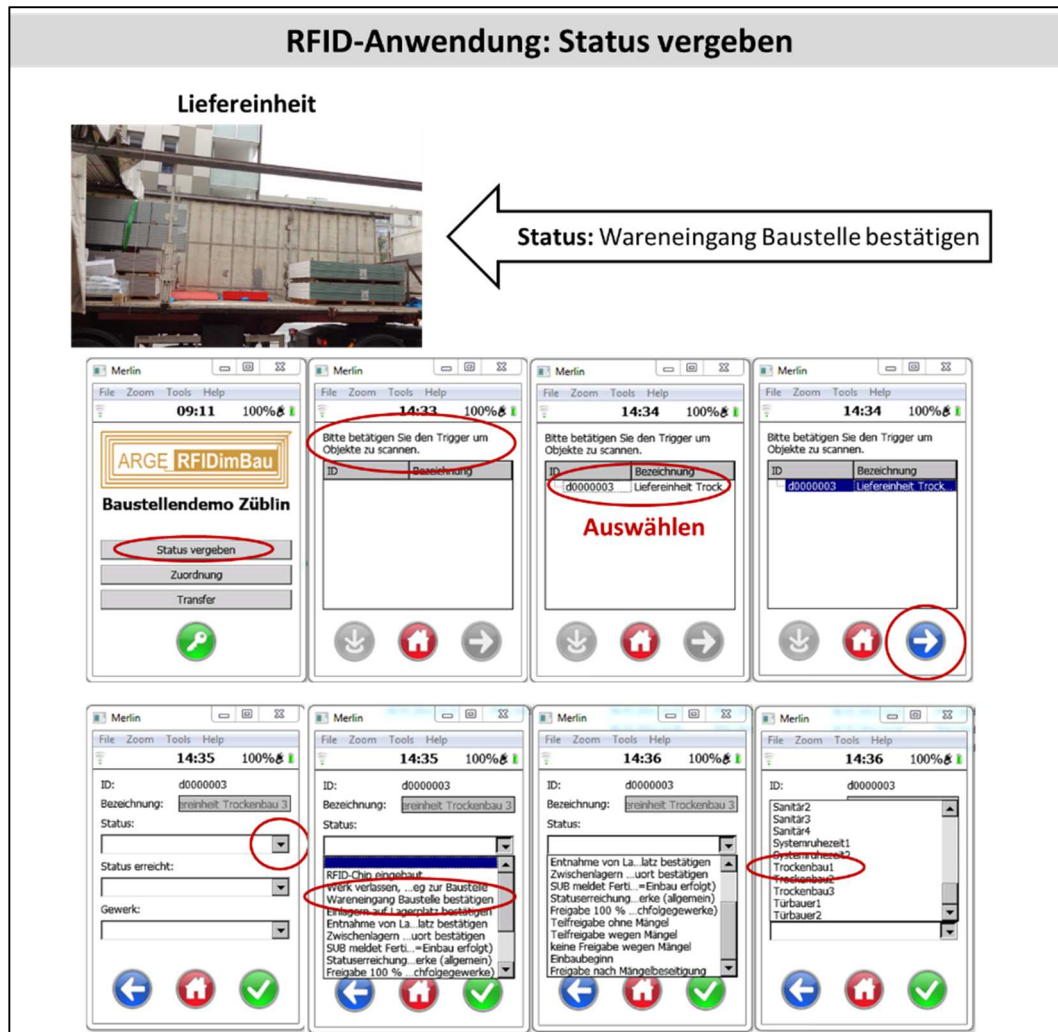 RFID-Anwendung: Status vergeben
Liefereinheit
Status: Wareneingang Baustelle bestätigen
Merlin
File Zoom Tools Help
09:11 100%
ARGE RFIDimBau
Baustellendemo Züblin
Status vergeben
Zuordnung
Transfer
Merlin
File Zoom Tools Help
14:33 100%
Bitte betätigen Sie den Trigger um
Objekte zu scannen.
ID Bezeichnung
Merlin
File Zoom Tools Help
14:34 100%
Bitte betätigen Sie den Trigger um
Objekte zu scannen.
ID Bezeichnung
d0000003 Liefereinheit Trock
Auswählen
Merlin
File Zoom Tools Help
14:34 100%
Bitte betätigen Sie den Trigger um
Objekte zu scannen.
ID Bezeichnung
d0000003 Liefereinheit Trock...
Merlin
File Zoom Tools Help
14:35 100%
ID: d0000003
Bezeichnung: ereinheit Trockenbau 3
Status:
Status erreicht:
Gewerk:
Merlin
File Zoom Tools Help
14:35 100%
ID: d0000003
Bezeichnung: ereinheit Trockenbau 3
Status:
RFID-Chip eingebaut
Werk verlassen, ...eg zur Baustelle
Wareneingang Baustelle bestätigen
Einlagern auf Lagerplatz bestätigen
Entnahme von La...latz bestätigen
Zwischenlagern ...uort bestätigen
SUB meldet Ferti...=Einbau erfolgt)
Statuserreichung...erke (allgemein)
Freigabe 100 % ...chfolgegewerke)
Merlin
File Zoom Tools Help
14:36 100%
ID: d0000003
Bezeichnung: ereinheit Trockenbau 3
Status:
Entnahme von La...latz bestätigen
Zwischenlagern ...uort bestätigen
SUB meldet Ferti...=Einbau erfolgt)
Statuserreichung...erke (allgemein)
Freigabe 100 % ...chfolgegewerke)
Teilfreigabe ohne Mängel
Teilfreigabe wegen Mängel
keine Freigabe wegen Mängel
Einbaubeginn
Freigabe nach Mängelbeseitigung
Merlin
File Zoom Tools Help
14:36 100%
ID: d0000003
Sanitär2
Sanitär3
Sanitär4
Systemruhezeit1
Systemruhezeit2
Trockenbau1
Trockenbau2
Trockenbau3
Türbauer1
Türbauer2